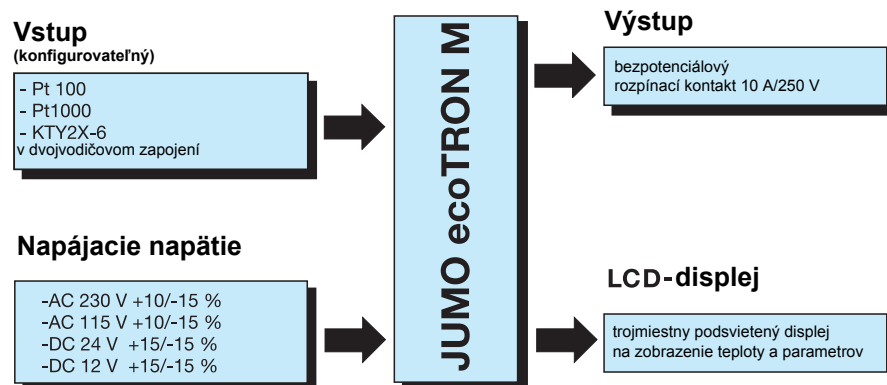 Vstup
(konfigurovateľný)
- Pt 100
- Pt1000
- KTY2X-6
v dvojvodičovom zapojení
Napájacie napätie
-AC 230 V +10/-15 %
-AC 115 V +10/-15 %
-DC 24 V +15/-15 %
-DC 12 V +15/-15 %
JUMO ecoTRON M
Výstup
bezpotenciálový
rozpínací kontakt 10 A/250 V
LCD-displej
trojmiestny podsvietený displej
na zobrazenie teploty a parametrov